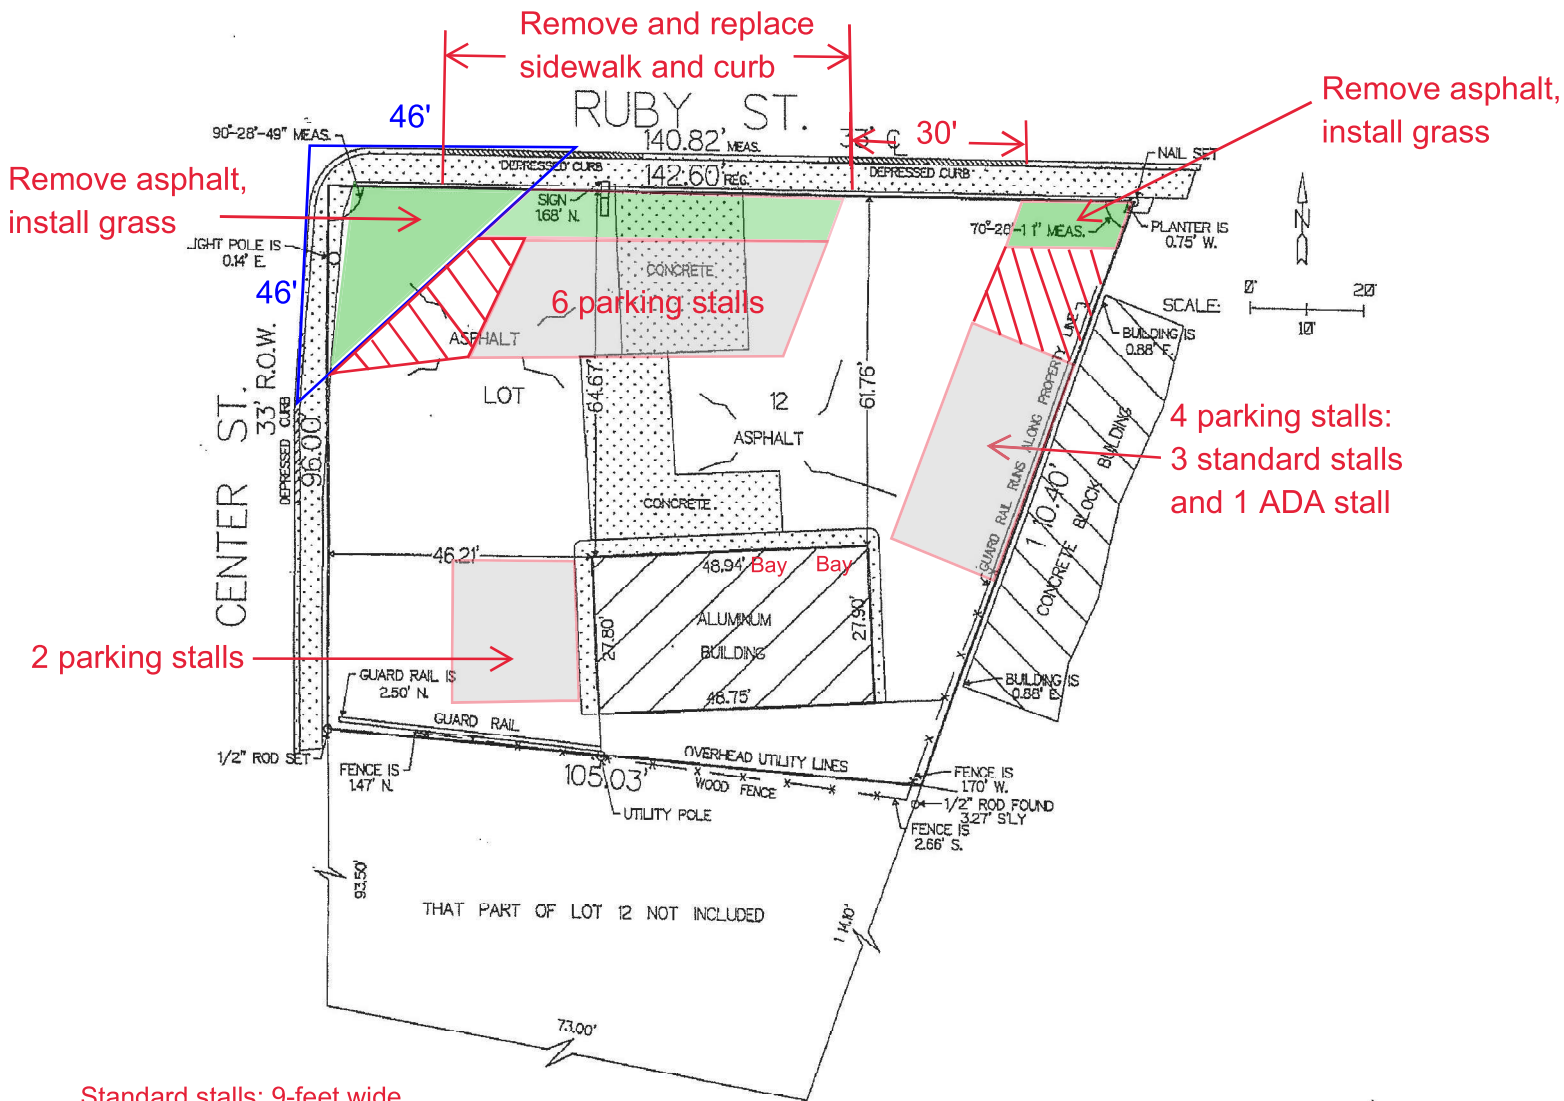 Remove and replace
sidewalk and curb
RUBY ST.
46'
90°-28'-49" MEAS.
140.82' MEAS.
33' ℄
30'
Remove asphalt,
install grass
NAIL SET
DEPRESSED CURB
142.60' REG.
DEPRESSED CURB
Remove asphalt,
install grass
SIGN
1.68' N.
70°-28'-11" MEAS.
PLANTER IS
0.75' W.
LIGHT POLE IS
0.14' E.
N
46'
CONCRETE
6 parking stalls
SCALE:
0'
10'
20'
ASPHALT
LOT
12
ASPHALT
BUILDING IS
0.88' E.
CENTER ST.
33' R.O.W.
DEPRESSED CURB
96.00
64.67'
61.76'
GUARD RAIL RUNS ALONG PROPERTY LINE
110.40'
CONCRETE BLOCK BUILDING
4 parking stalls:
3 standard stalls
and 1 ADA stall
CONCRETE
46.21'
48.94'
Bay
Bay
27.80'
ALUMINUM
BUILDING
27.90'
48.75'
2 parking stalls
GUARD RAIL IS
2.50' N.
GUARD RAIL
BUILDING IS
0.88' E.
1/2" ROD SET
FENCE IS
1.47' N.
105.03'
OVERHEAD UTILITY LINES
WOOD FENCE
UTILITY POLE
FENCE IS
1.70' W.
1/2" ROD FOUND
3.27' S'LY
FENCE IS
2.66' S.
93.50'
THAT PART OF LOT 12 NOT INCLUDED
114.10'
73.00'
Standard stalls: 9-feet wide